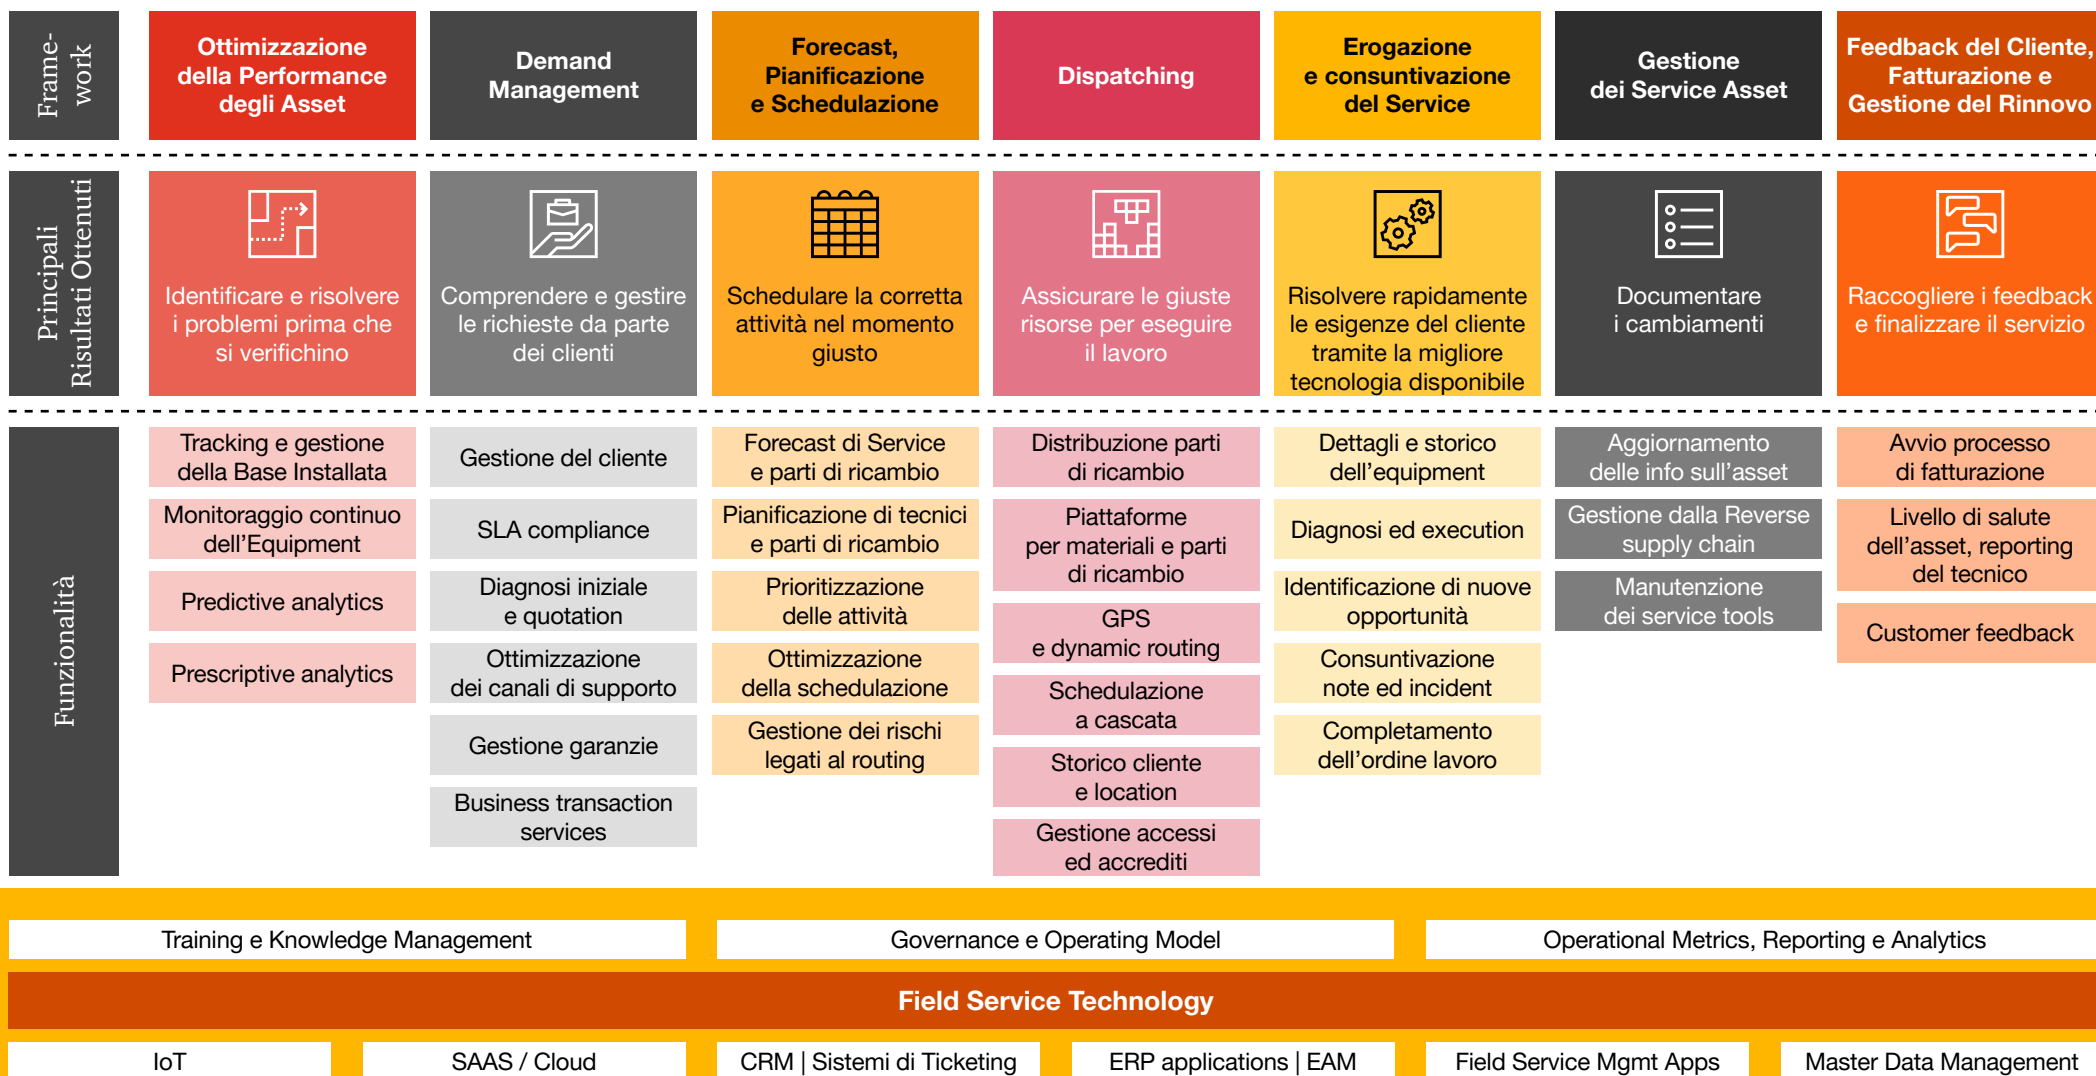 Frame-
work
Ottimizzazione
della Performance
degli Asset
Demand
Management
Forecast,
Pianificazione
e Schedulazione
Dispatching
Erogazione
e consuntivazione
del Service
Gestione
dei Service Asset
Feedback del Cliente,
Fatturazione e
Gestione del Rinnovo
Principali
Risultati Ottenuti
Identificare e risolvere
i problemi prima che
si verifichino
Comprendere e gestire
le richieste da parte
dei clienti
Schedulare la corretta
attività nel momento
giusto
Assicurare le giuste
risorse per eseguire
il lavoro
Risolvere rapidamente
le esigenze del cliente
tramite la migliore
tecnologia disponibile
Documentare
i cambiamenti
Raccogliere i feedback
e finalizzare il servizio
Funzionalità
Tracking e gestione
della Base Installata
Monitoraggio continuo
dell'Equipment
Predictive analytics
Prescriptive analytics
Gestione del cliente
SLA compliance
Diagnosi iniziale
e quotation
Ottimizzazione
dei canali di supporto
Gestione garanzie
Business transaction
services
Forecast di Service
e parti di ricambio
Pianificazione di tecnici
e parti di ricambio
Prioritizzazione
delle attività
Ottimizzazione
della schedulazione
Gestione dei rischi
legati al routing
Distribuzione parti
di ricambio
Piattaforme
per materiali e parti
di ricambio
GPS
e dynamic routing
Schedulazione
a cascata
Storico cliente
e location
Gestione accessi
ed accrediti
Dettagli e storico
dell'equipment
Diagnosi ed execution
Identificazione di nuove
opportunità
Consuntivazione
note ed incident
Completamento
dell'ordine lavoro
Aggiornamento
delle info sull'asset
Gestione dalla Reverse
supply chain
Manutenzione
dei service tools
Avvio processo
di fatturazione
Livello di salute
dell'asset, reporting
del tecnico
Customer feedback
Training e Knowledge Management
Governance e Operating Model
Operational Metrics, Reporting e Analytics
Field Service Technology
IoT
SAAS / Cloud
CRM | Sistemi di Ticketing
ERP applications | EAM
Field Service Mgmt Apps
Master Data Management